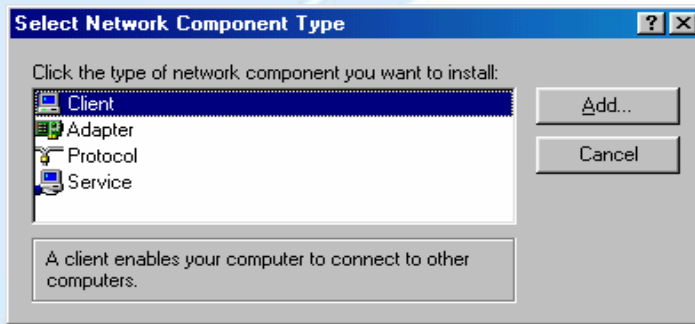 Select Network Component Type
Click the type of network component you want to install:
Client
Add...
Adapter
Protocol
Cancel
Service
A client enables your computer to connect to other
computers.